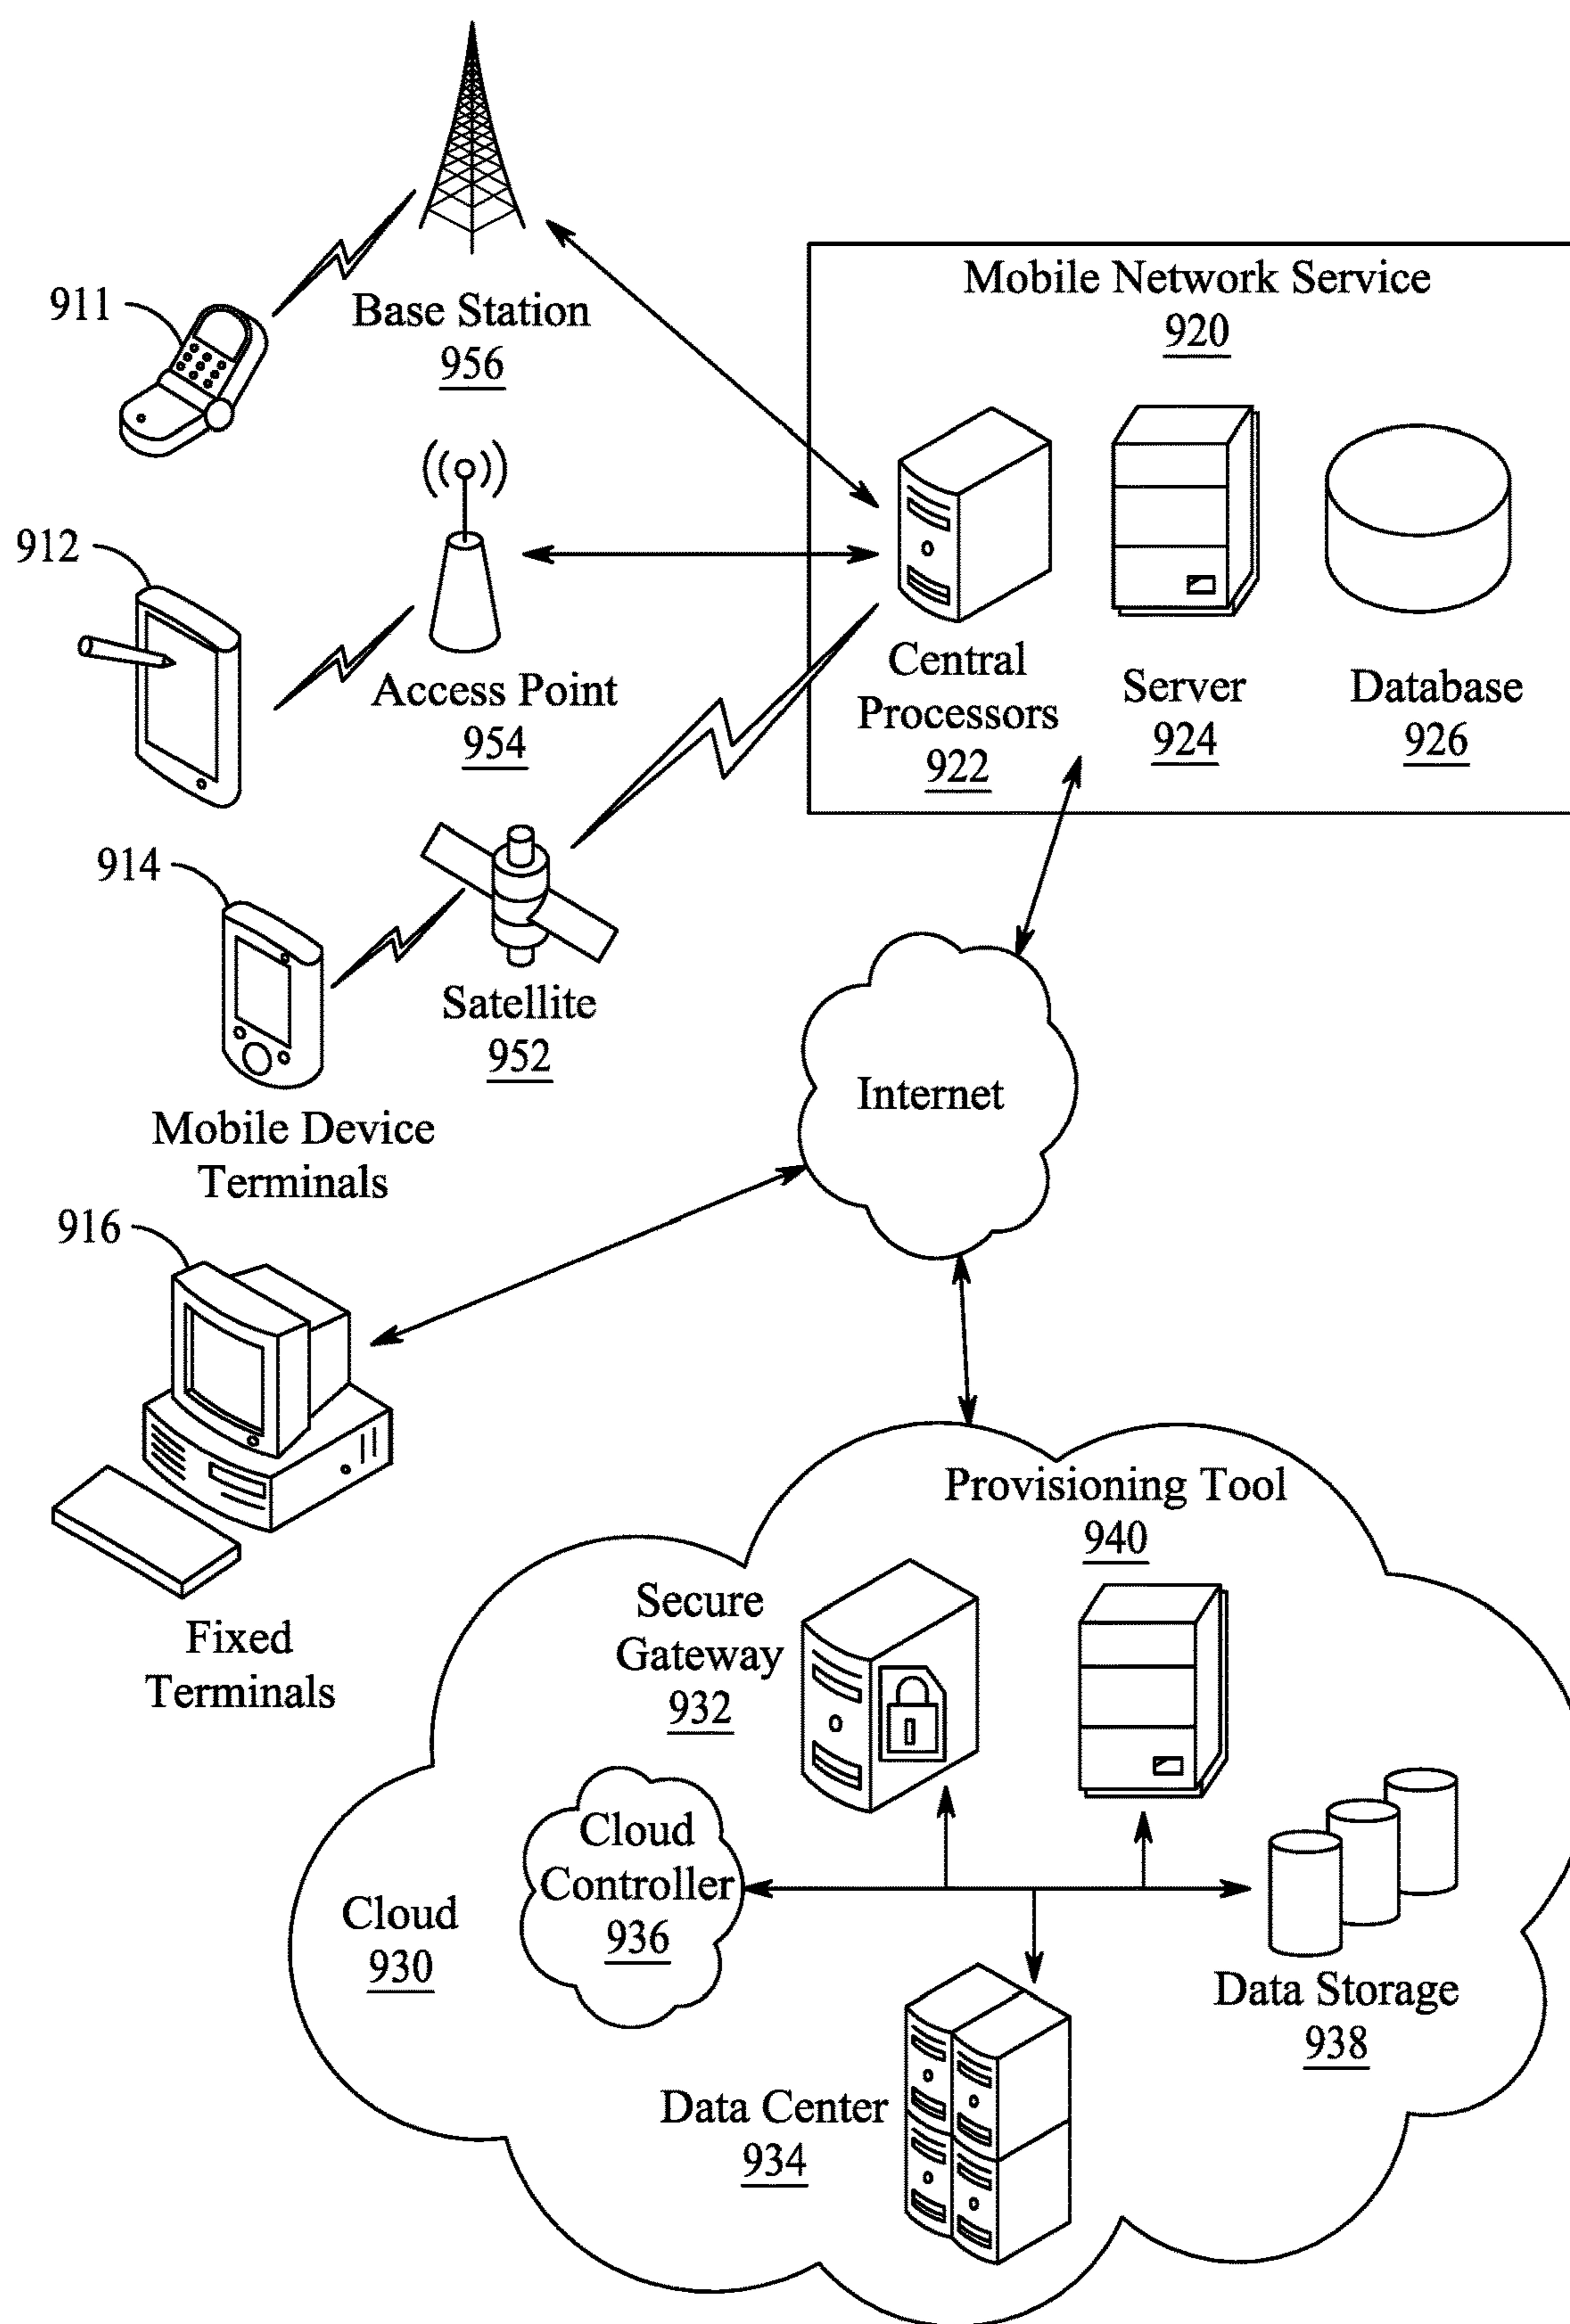 911
Base Station
956
Mobile Network Service
920
912
Access Point
954
Central
Processors
922
Server
924
Database
926
914
Satellite
952
Mobile Device
Terminals
Internet
916
Fixed
Terminals
Provisioning Tool
940
Secure
Gateway
932
Cloud
Controller
936
Cloud
930
Data Storage
938
Data Center
934